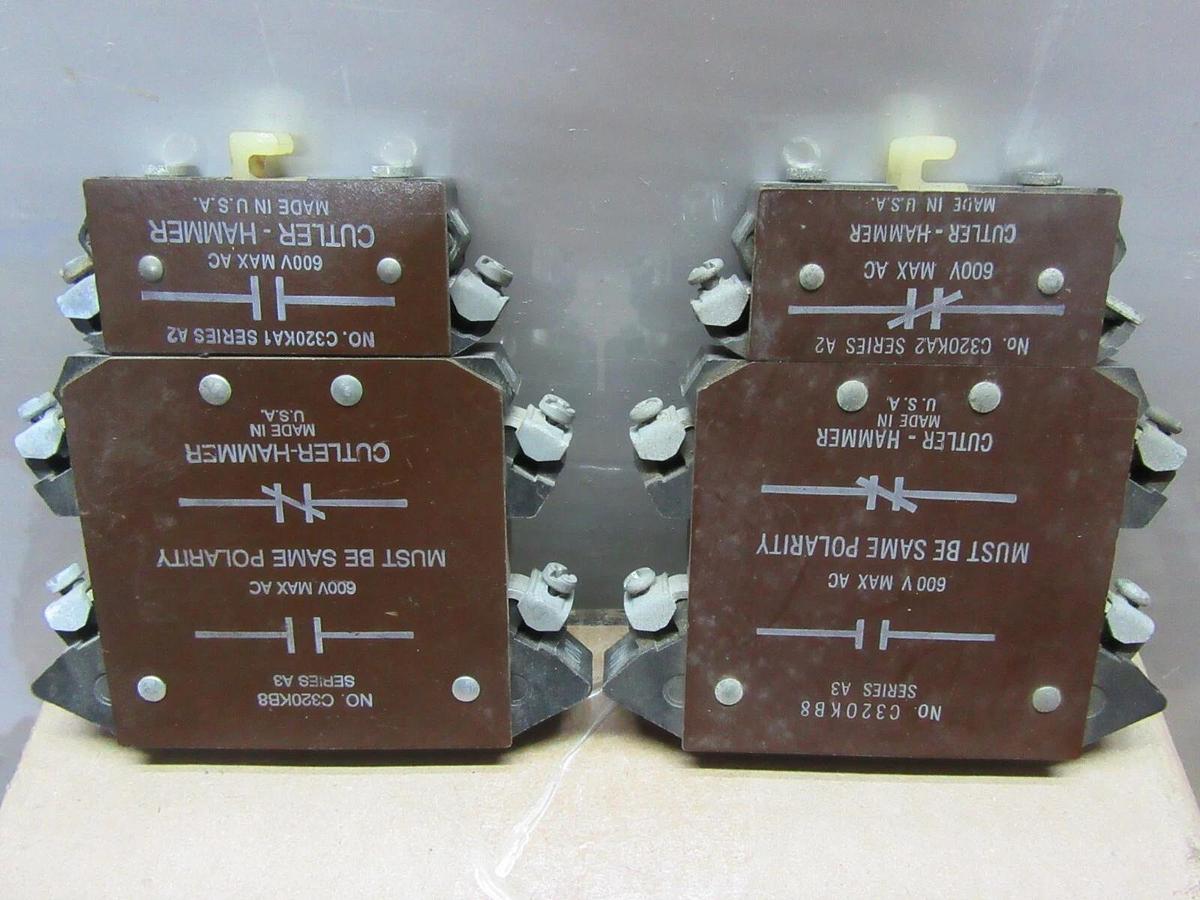 NO. C320KA1 SERIES A2
600V MAX AC
CUTLER - HAMMER
MADE IN U.S.A.
NO. C320KB8
SERIES A3
600V MAX AC
MUST BE SAME POLARITY
CUTLER-HAMMER
MADE IN
U.S.A.
No. C320KA2 SERIES A2
600V MAX AC
CUTLER - HAMMER
MADE IN U.S.A.
No. C320KB8
SERIES A3
600 V MAX AC
MUST BE SAME POLARITY
CUTLER - HAMMER
MADE IN
U.S.A.